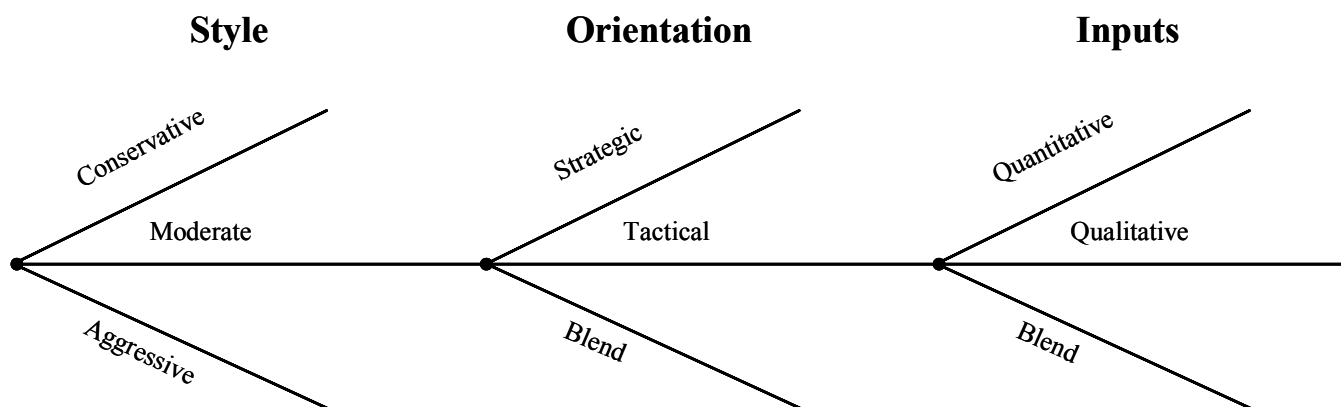 Style
Orientation
Inputs
Conservative
Moderate
Aggressive
Strategic
Tactical
Blend
Quantitative
Qualitative
Blend